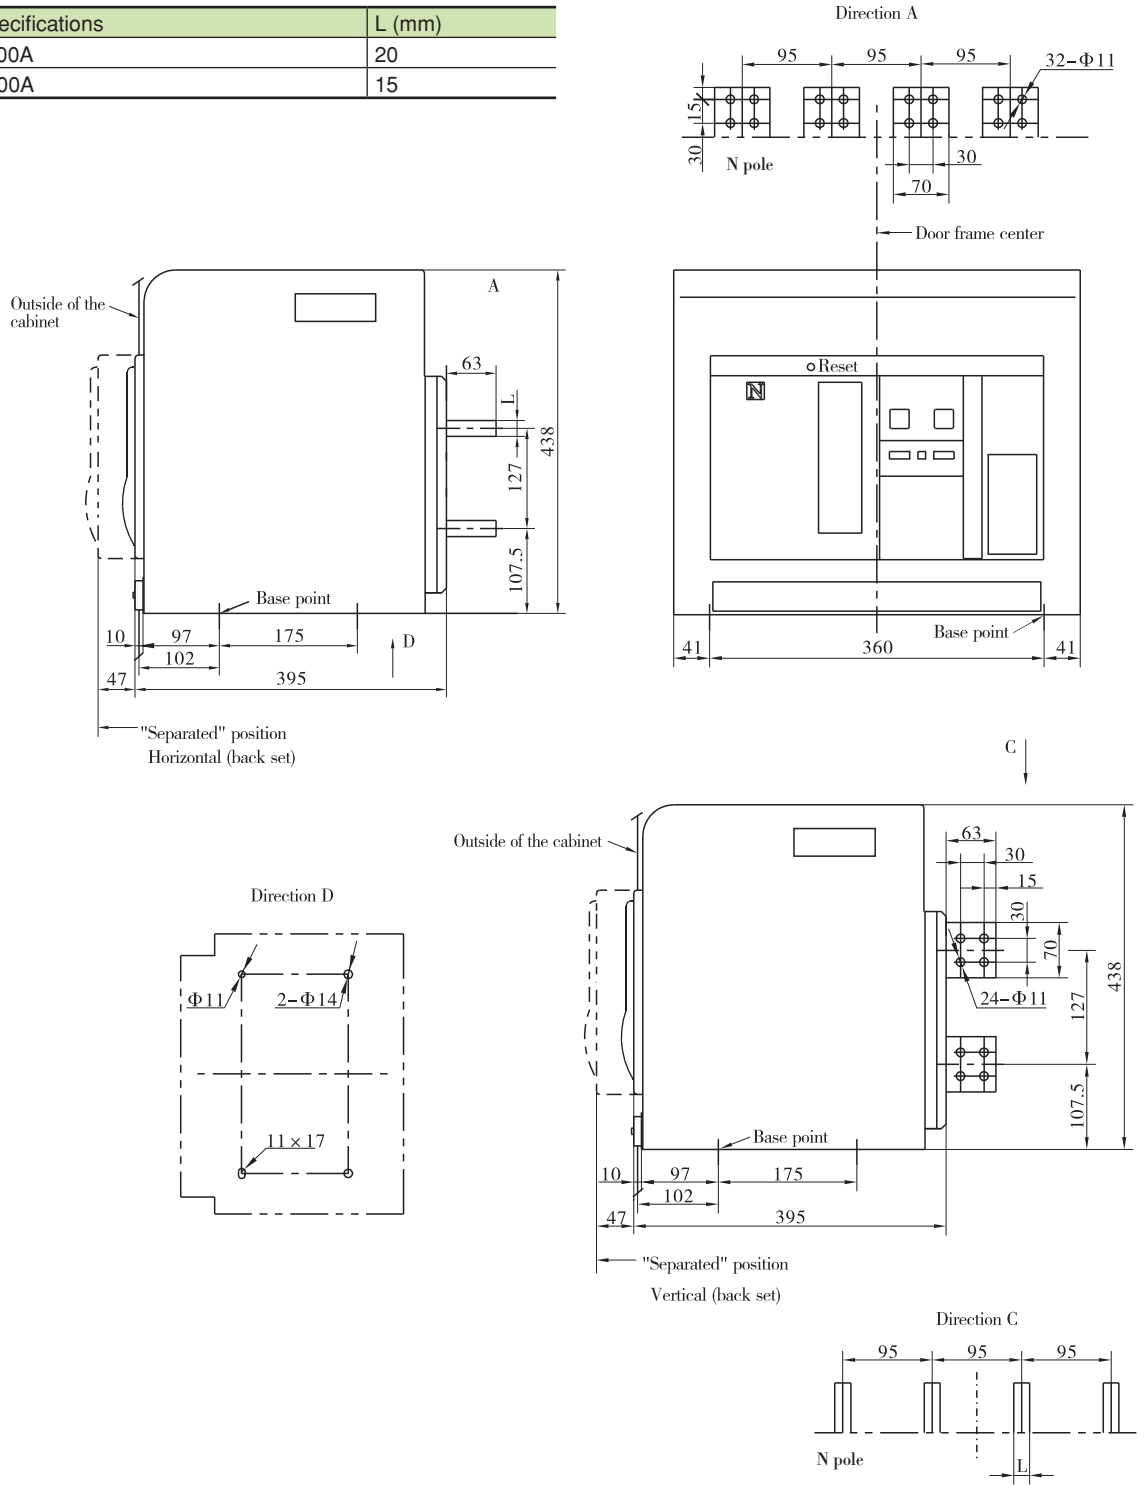 ecifications L (mm)
00A 20
00A 15
Direction A
95 95 95 32-Φ11
15
30
N pole
30
70
Door frame center
A
Outside of the
cabinet
63
L
438
127
107.5
Base point
10 97 175 D
102
47 395
"Separated" position
Horizontal (back set)
Reset
N
Base point
41 360 41
C
Outside of the cabinet
63
30
15
30
70
438
24-Φ11
127
107.5
Base point
10 97 175
102
47 395
"Separated" position
Vertical (back set)
Direction D
Φ11 2-Φ14
11×17
Direction C
95 95 95
N pole
L